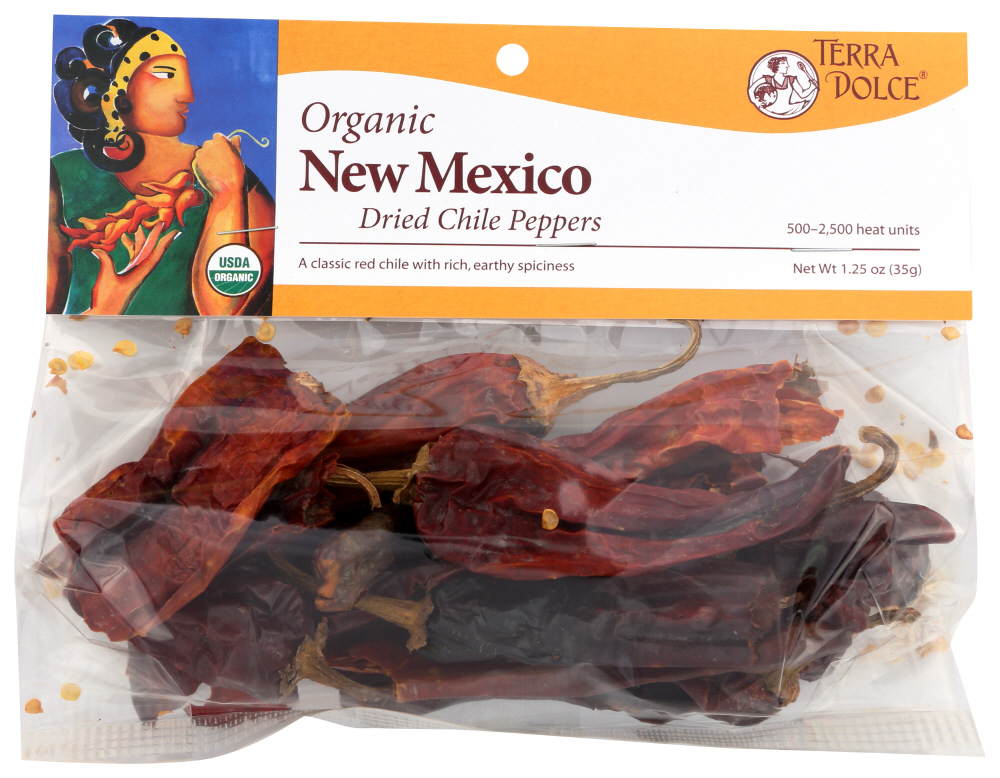 TERRA
DOLCE®
Organic
New Mexico
Dried Chile Peppers
500–2,500 heat units
USDA
ORGANIC
A classic red chile with rich, earthy spiciness
Net Wt 1.25 oz (35g)